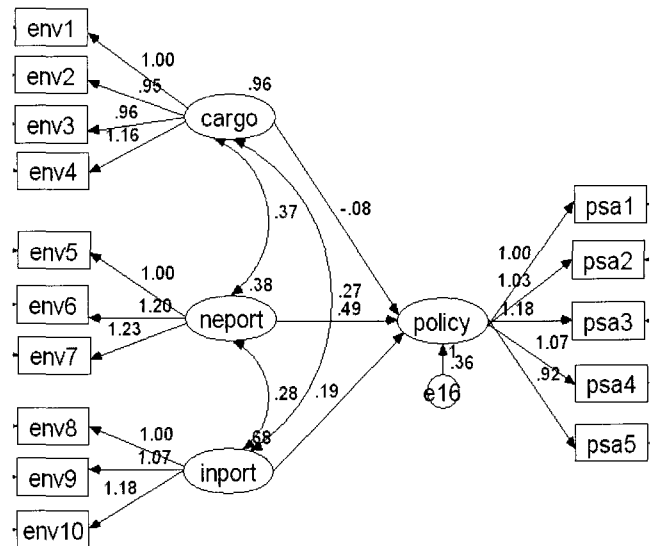 env1
env2
env3
env4
1.00
.95
.96
1.16
.96
cargo
.37
-.08
env5
env6
env7
1.00
1.20
1.23
.38
neport
.27
.49
policy
1
.36
e16
.28
.19
env8
env9
env10
1.00
1.07
1.18
.68
inport
psa1
psa2
psa3
psa4
psa5
1.00
1.03
1.18
1.07
.92